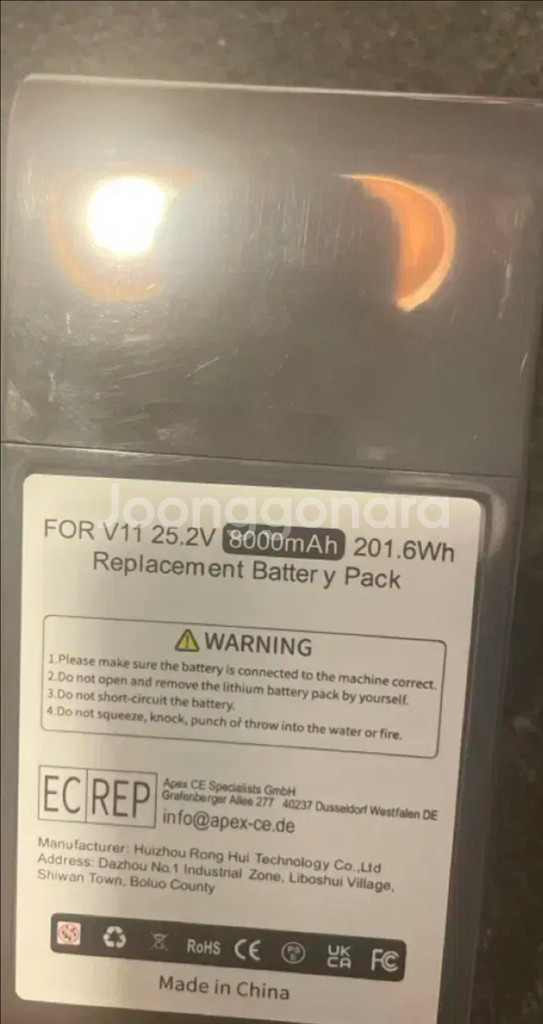 Joonggonara
FOR V11 25.2V 8000mAh 201.6Wh
Replacement Battery Pack
WARNING
1.Please make sure the battery is connected to the machine correct.
2.Do not open and remove the lithium battery pack by yourself.
3.Do not short-circuit the battery.
4.Do not squeeze, knock, punch of throw into the water or fire.
EC REP
Apex CE Specialists GmbH
Grafenberger Allee 277 40237 Dusseldorf Westfalen DE
info@apex-ce.de
Manufacturer: Huizhou Rong Hui Technology Co.,Ltd
Address: Dazhou No.1 Industrial Zone, Liboshui Village,
Shiwan Town, Boluo County
RoHS CE PSE UKCA FC
Made in China